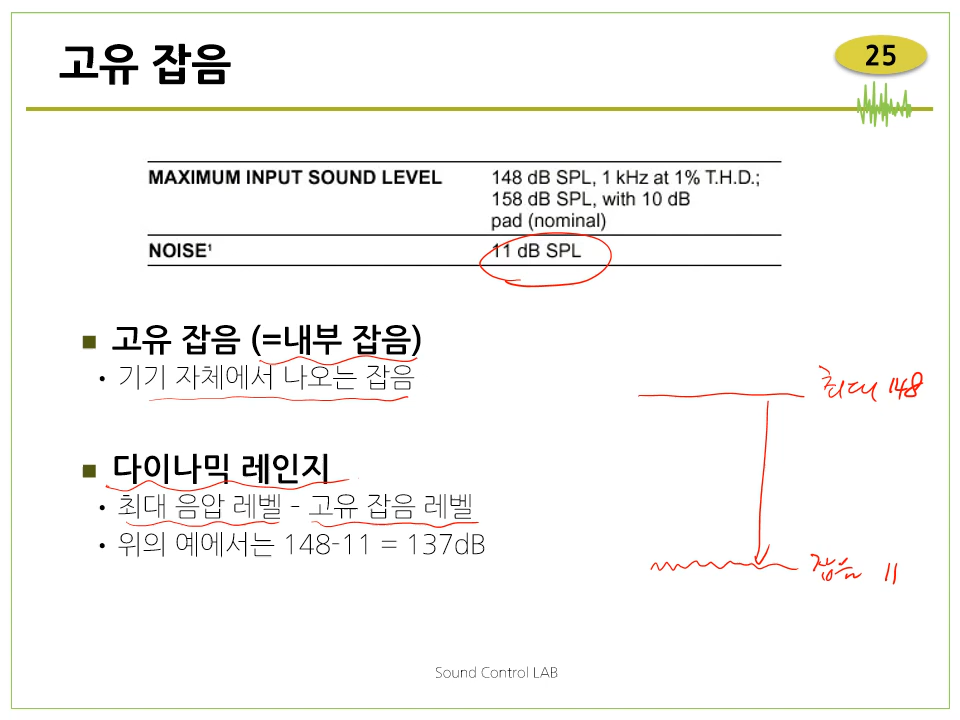 고유 잡음
25
MAXIMUM INPUT SOUND LEVEL 148 dB SPL, 1 kHz at 1% T.H.D.;
158 dB SPL, with 10 dB
pad (nominal)
NOISE¹ 11 dB SPL
■ 고유 잡음 (=내부 잡음)
• 기기 자체에서 나오는 잡음
최대 148
■ 다이나믹 레인지
• 최대 음압 레벨 - 고유 잡음 레벨
• 위의 예에서는 148-11 = 137dB
잡음 11
Sound Control LAB